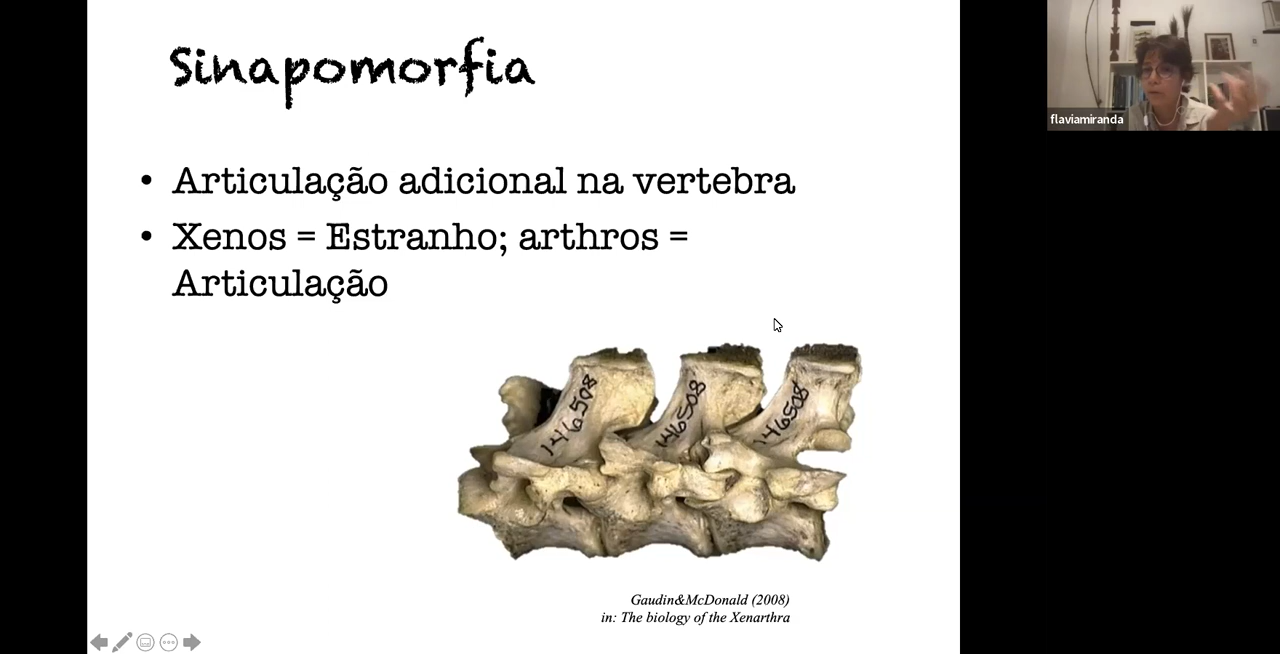 Sinapomorfia
• Articulação adicional na vertebra
• Xenos = Estranho; arthros =
Articulação
146508
146508
146508
Gaudin&McDonald (2008)
in: The biology of the Xenarthra
flaviamiranda